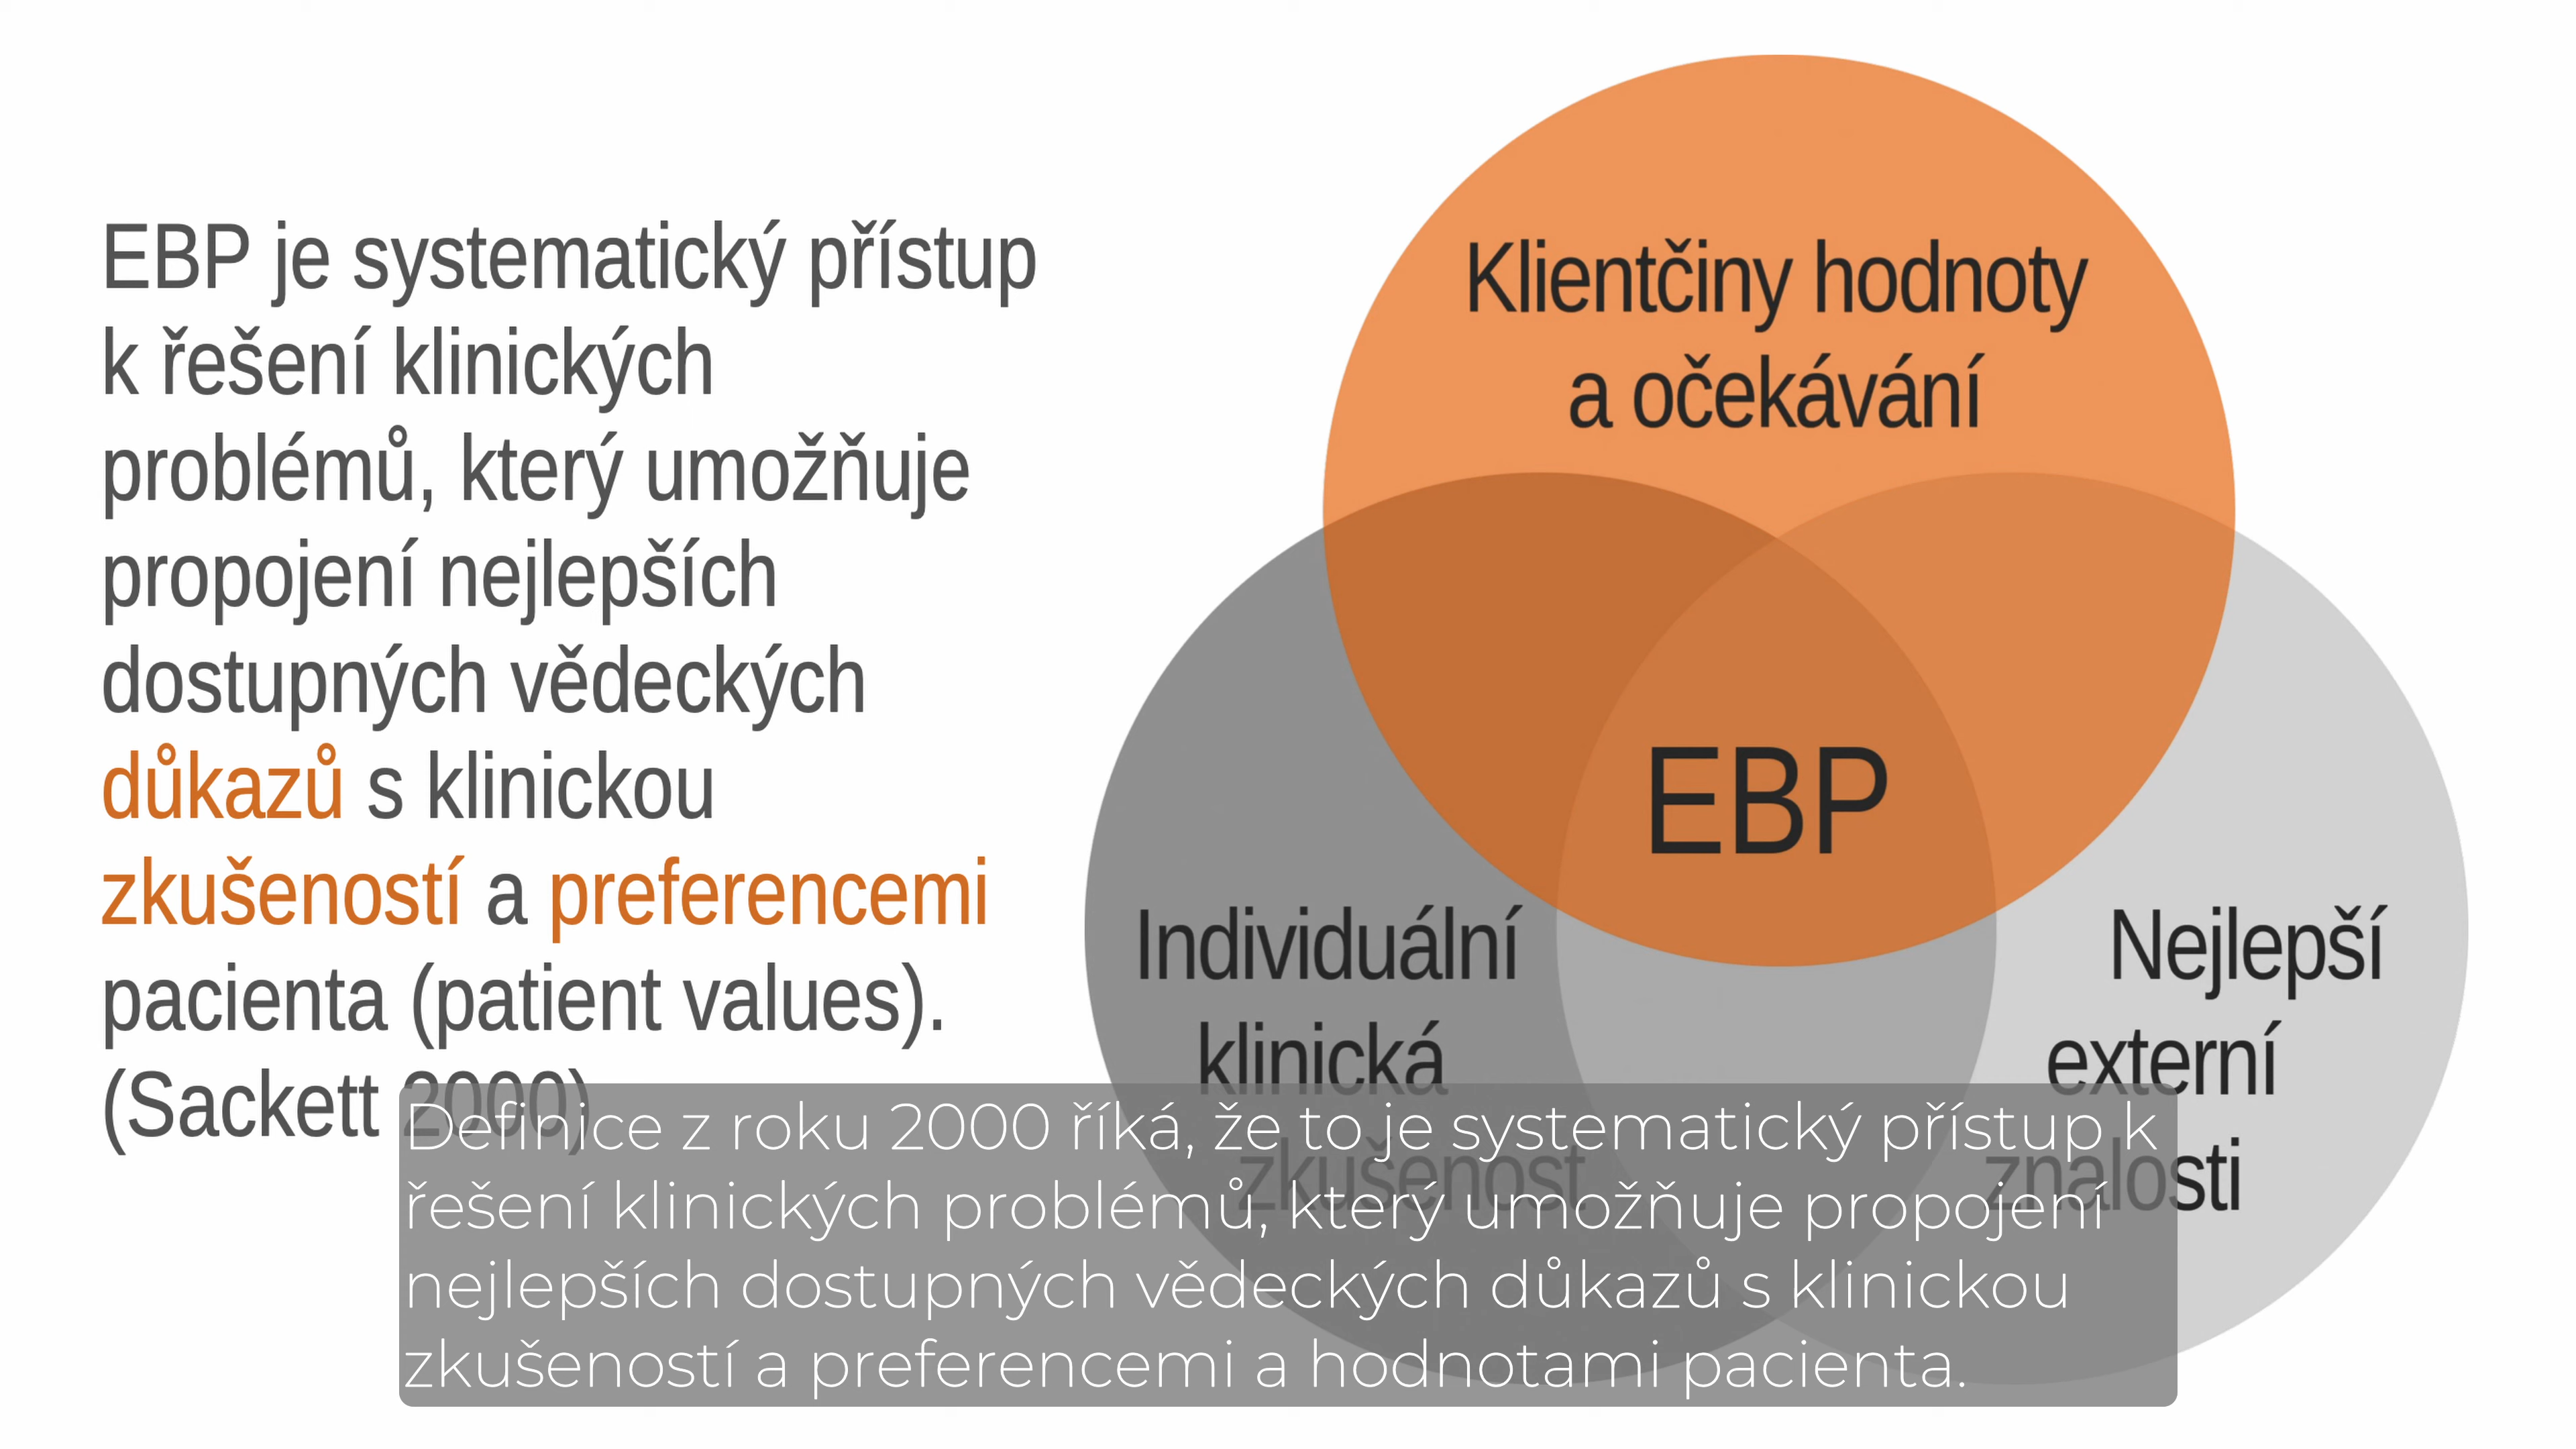 EBP je systematický přístup
k řešení klinických
problémů, který umožňuje
propojení nejlepších
dostupných vědeckých
důkazů s klinickou
zkušeností a preferencemi
pacienta (patient values).
(Sackett 2000)
Klientčiny hodnoty
a očekávání
EBP
Individuální
klinická
zkušenost
Nejlepší
externí
znalosti
Definice z roku 2000 říká, že to je systematický přístup k
řešení klinických problémů, který umožňuje propojení
nejlepších dostupných vědeckých důkazů s klinickou
zkušeností a preferencemi a hodnotami pacienta.